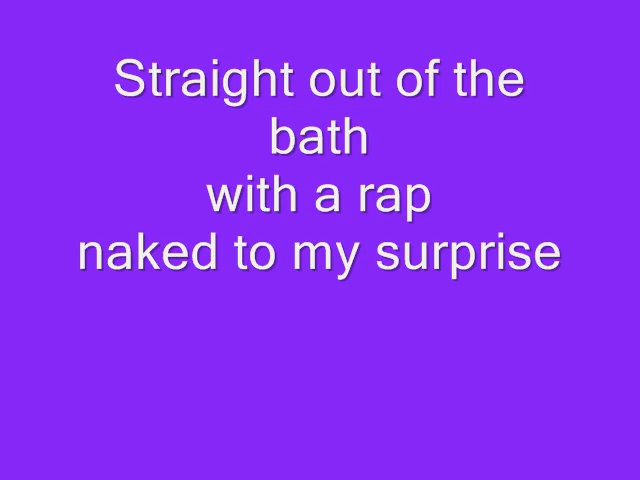 Straight out of the
bath
with a rap
naked to my surprise